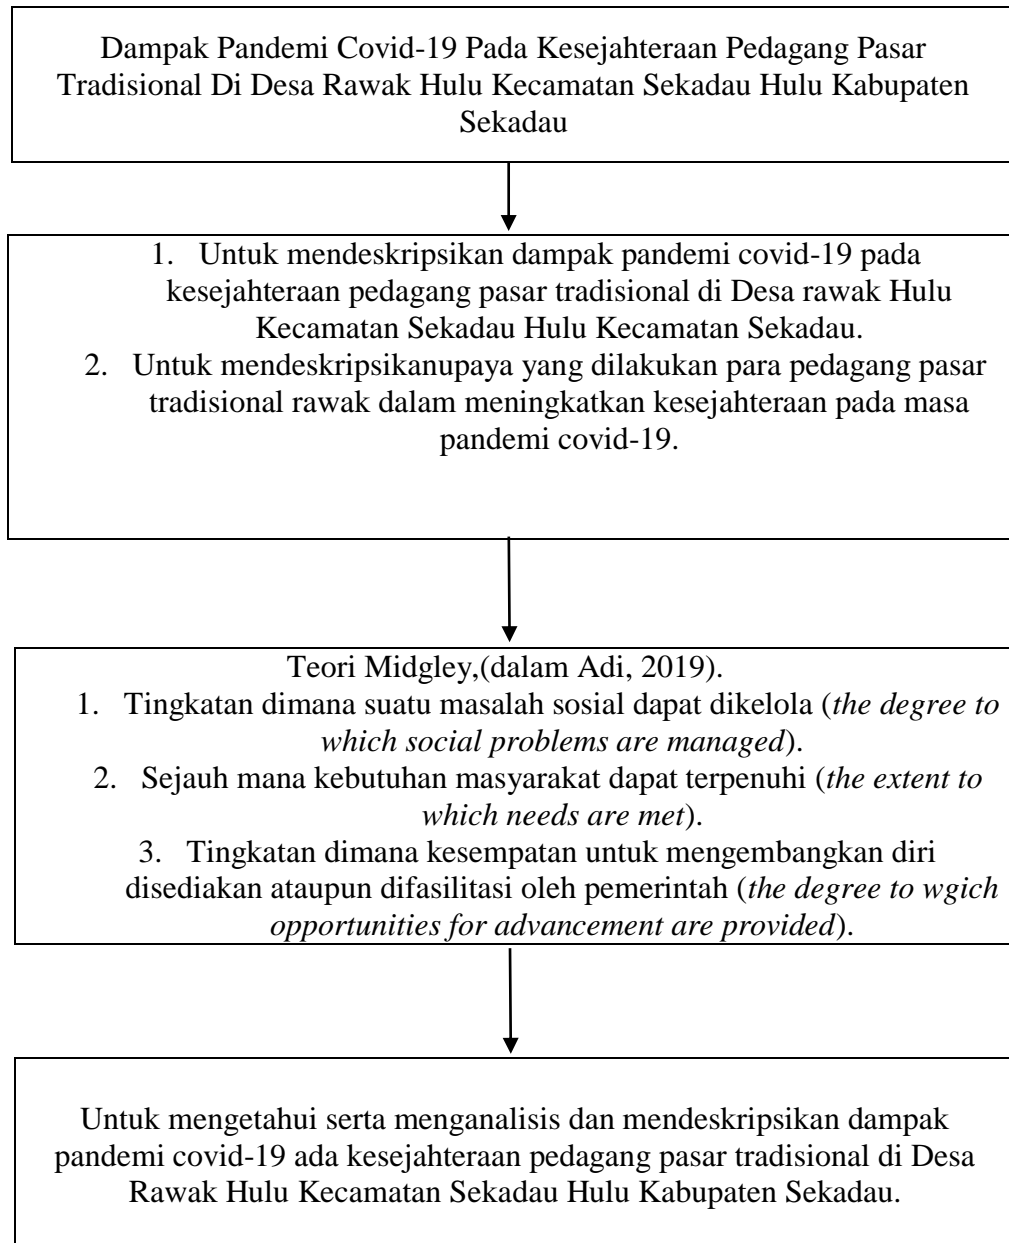 Dampak Pandemi Covid-19 Pada Kesejahteraan Pedagang Pasar
Tradisional Di Desa Rawak Hulu Kecamatan Sekadau Hulu Kabupaten
Sekadau
1. Untuk mendeskripsikan dampak pandemi covid-19 pada
kesejahteraan pedagang pasar tradisional di Desa rawak Hulu
Kecamatan Sekadau Hulu Kecamatan Sekadau.
2. Untuk mendeskripsikanupaya yang dilakukan para pedagang pasar
tradisional rawak dalam meningkatkan kesejahteraan pada masa
pandemi covid-19.
Teori Midgley,(dalam Adi, 2019).
1. Tingkatan dimana suatu masalah sosial dapat dikelola (the degree to
which social problems are managed).
2. Sejauh mana kebutuhan masyarakat dapat terpenuhi (the extent to
which needs are met).
3. Tingkatan dimana kesempatan untuk mengembangkan diri
disediakan ataupun difasilitasi oleh pemerintah (the degree to wgich
opportunities for advancement are provided).
Untuk mengetahui serta menganalisis dan mendeskripsikan dampak
pandemi covid-19 ada kesejahteraan pedagang pasar tradisional di Desa
Rawak Hulu Kecamatan Sekadau Hulu Kabupaten Sekadau.